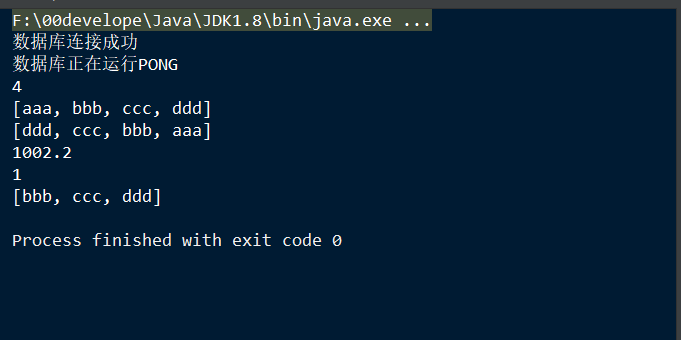 F:\00develope\Java\JDK1.8\bin\java.exe ...
数据库连接成功
数据库正在运行PONG
4
[aaa, bbb, ccc, ddd]
[ddd, ccc, bbb, aaa]
1002.2
1
[bbb, ccc, ddd]
Process finished with exit code 0